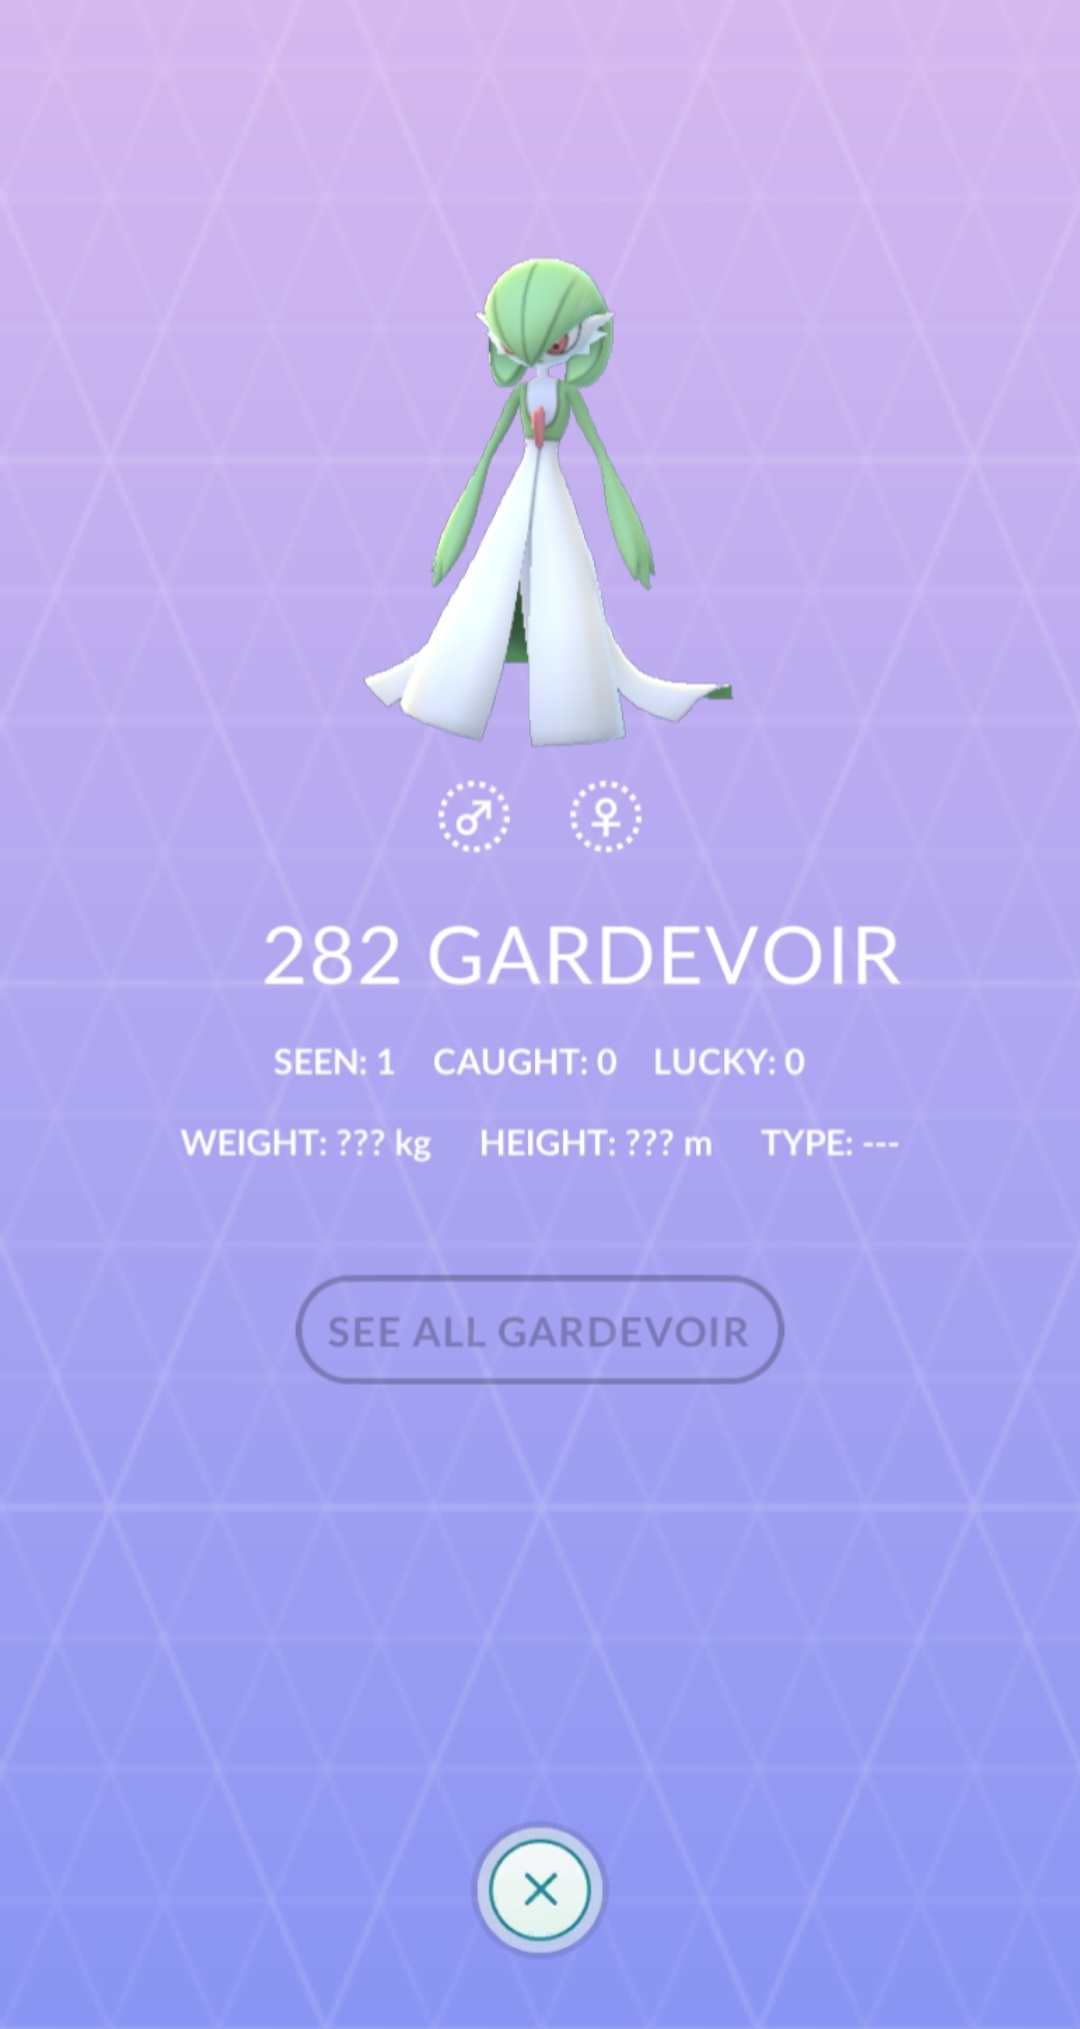 282 GARDEVOIR
SEEN: 1 CAUGHT: 0 LUCKY: 0
WEIGHT: ??? kg HEIGHT: ??? m TYPE: ---
SEE ALL GARDEVOIR